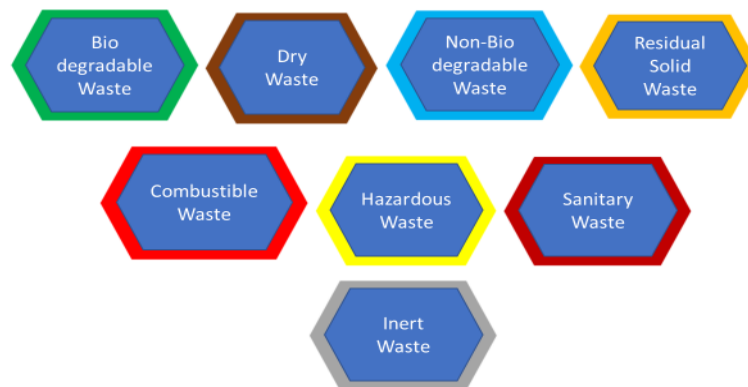 Bio
degradable
Waste
Dry
Waste
Non-Bio
degradable
Waste
Residual
Solid
Waste
Combustible
Waste
Hazardous
Waste
Sanitary
Waste
Inert
Waste